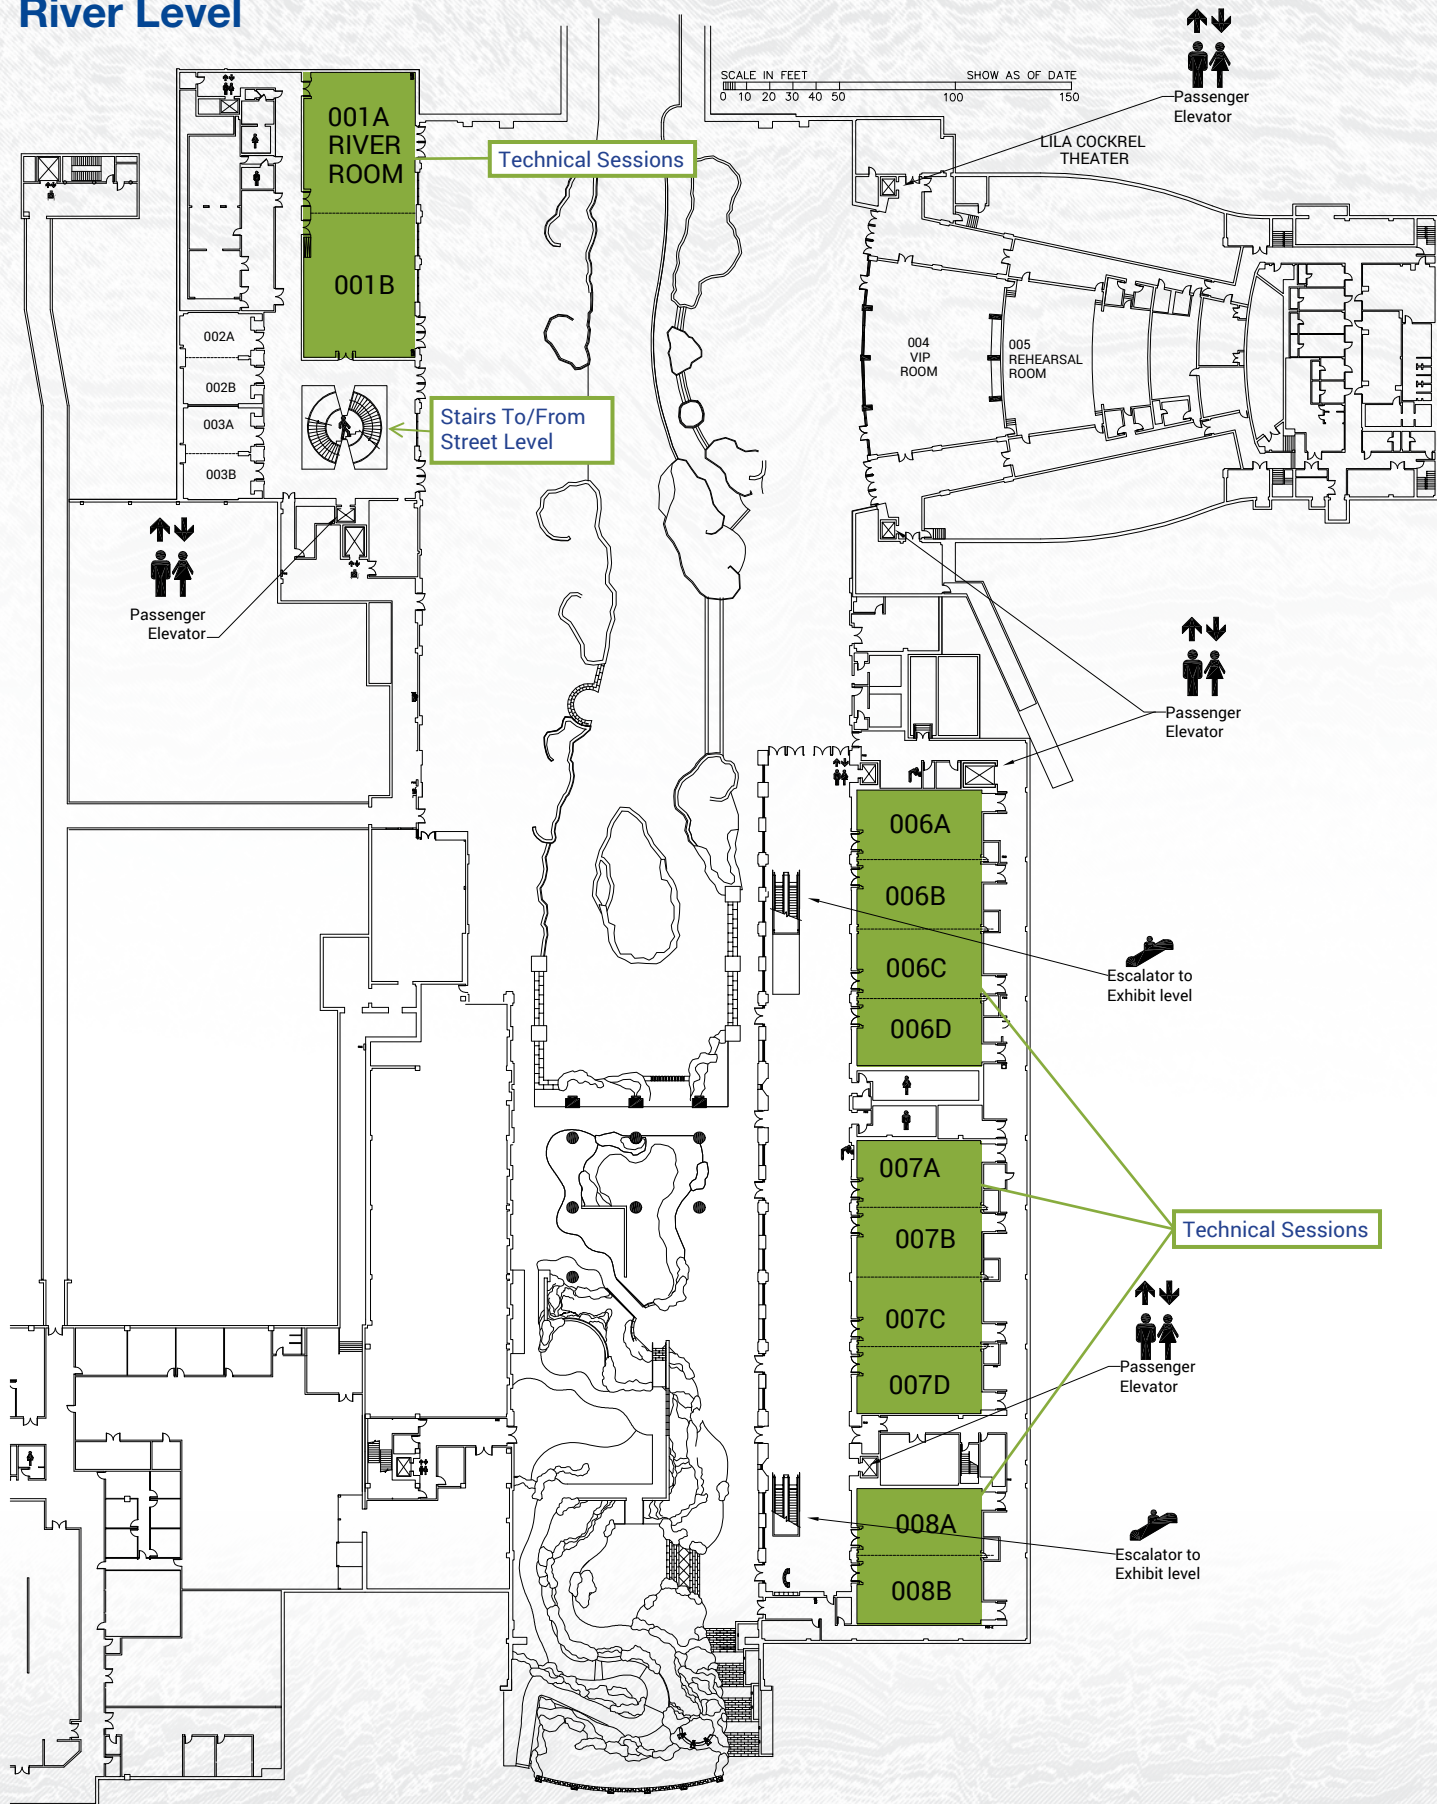 River Level
SCALE IN FEET
SHOW AS OF DATE
0 10 20 30 40 50 100 150
Passenger
Elevator
LILA COCKREL
THEATER
001A
RIVER
ROOM
Technical Sessions
001B
002A
002B
003A
003B
Stairs To/From
Street Level
004
VIP
ROOM
005
REHEARSAL
ROOM
Passenger
Elevator
Passenger
Elevator
006A
006B
006C
006D
Escalator to
Exhibit level
007A
007B
007C
007D
Technical Sessions
Passenger
Elevator
008A
008B
Escalator to
Exhibit level